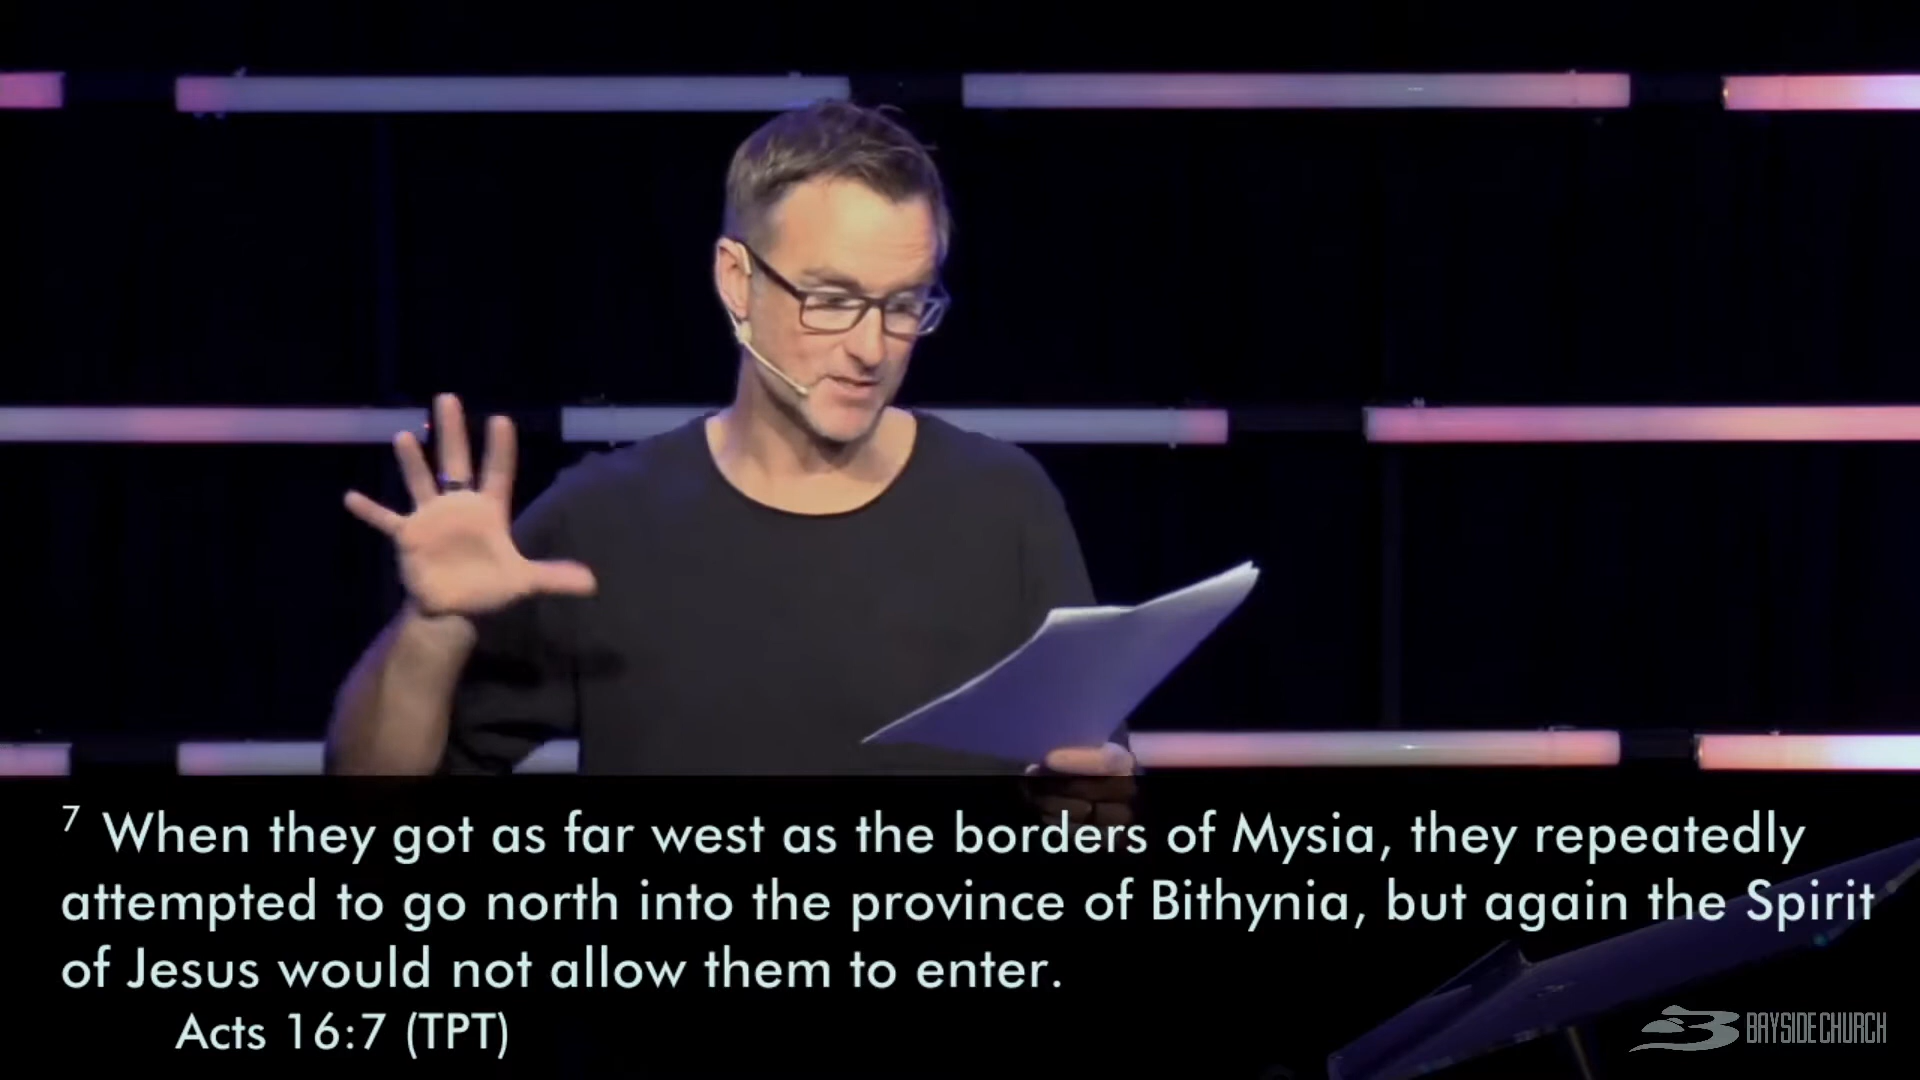 7 When they got as far west as the borders of Mysia, they repeatedly
attempted to go north into the province of Bithynia, but again the Spirit
of Jesus would not allow them to enter.
Acts 16:7 (TPT)
BAYSIDE CHURCH